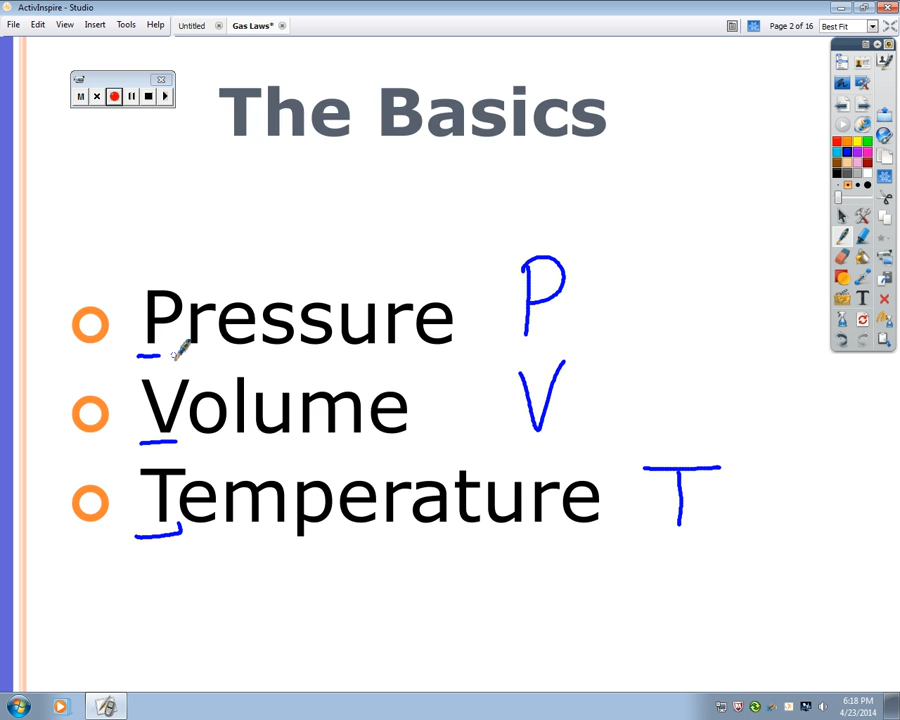 ActivInspire - Studio
File Edit View Insert Tools Help Untitled Gas Laws* Page 2 of 16 Best Fit
M
The Basics
Pressure P
Volume V
Temperature T
6:18 PM
4/23/2014